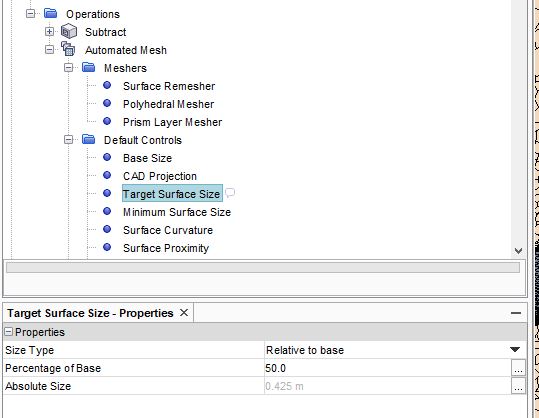 Operations
Subtract
Automated Mesh
Meshers
Surface Remesher
Polyhedral Mesher
Prism Layer Mesher
Default Controls
Base Size
CAD Projection
Target Surface Size
Minimum Surface Size
Surface Curvature
Surface Proximity
Target Surface Size - Properties
Properties
Size Type Relative to base
Percentage of Base 50.0 ...
Absolute Size 0.425 m ...